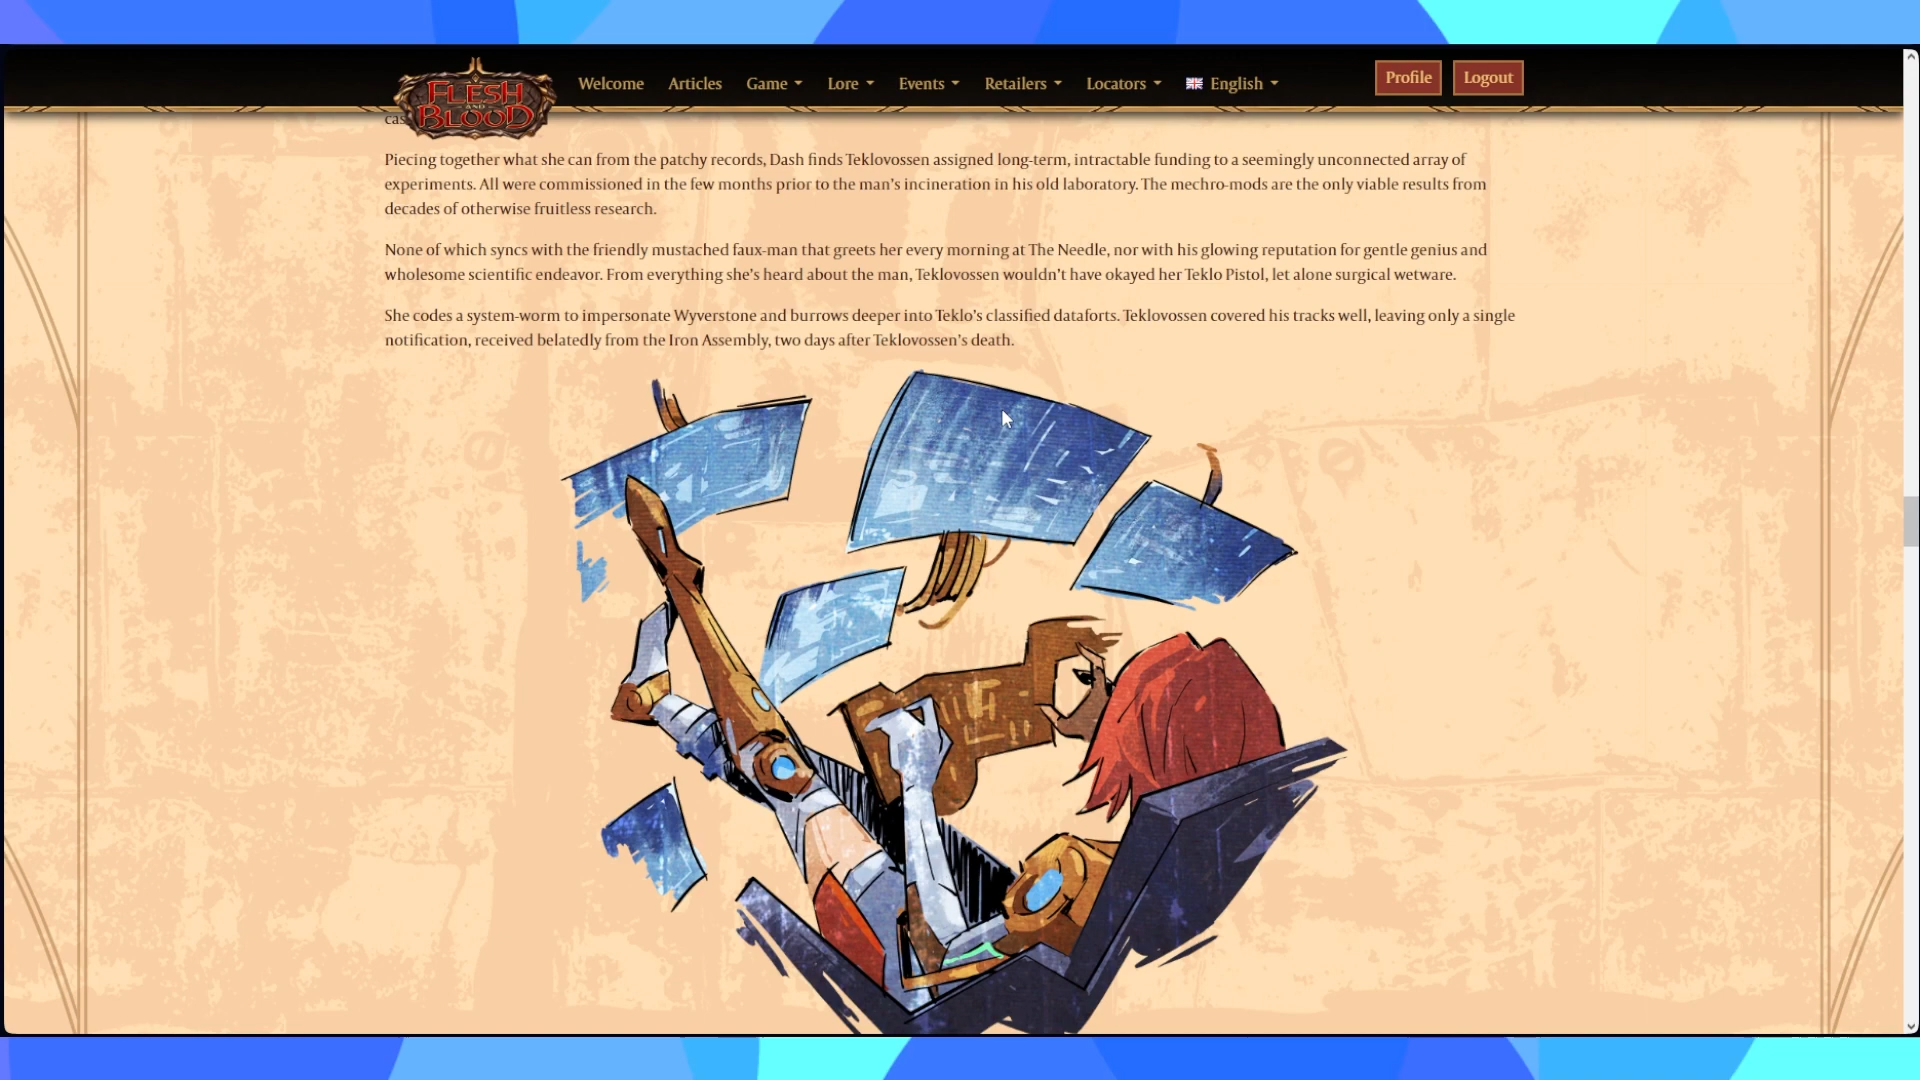 FLESH
AND
BLOOD
Welcome
Articles
Game
Lore
Events
Retailers
Locators
English
Profile
Logout
cas
Piecing together what she can from the patchy records, Dash finds Teklovossen assigned long-term, intractable funding to a seemingly unconnected array of
experiments. All were commissioned in the few months prior to the man’s incineration in his old laboratory. The mechro-mods are the only viable results from
decades of otherwise fruitless research.
None of which syncs with the friendly mustached faux-man that greets her every morning at The Needle, nor with his glowing reputation for gentle genius and
wholesome scientific endeavor. From everything she’s heard about the man, Teklovossen wouldn’t have okayed her Teklo Pistol, let alone surgical wetware.
She codes a system-worm to impersonate Wyverstone and burrows deeper into Teklo’s classified dataforts. Teklovossen covered his tracks well, leaving only a single
notification, received belatedly from the Iron Assembly, two days after Teklovossen’s death.